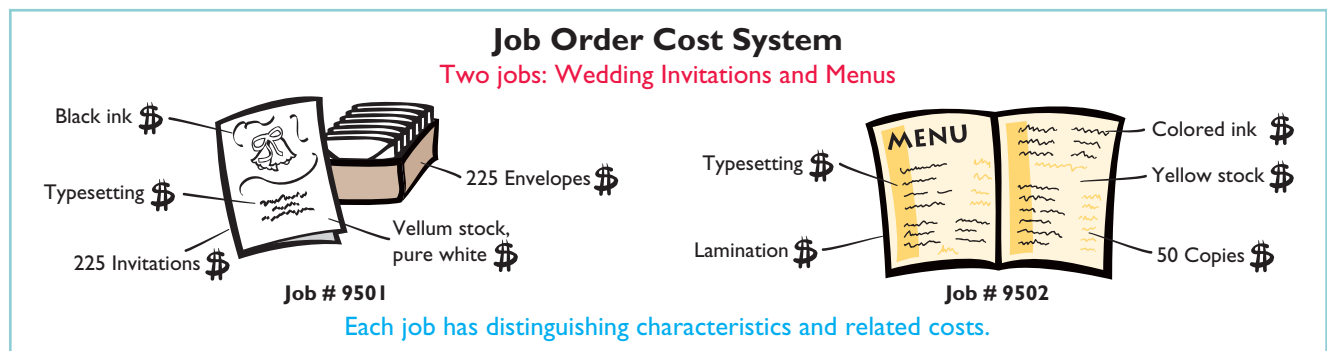 Job Order Cost System
Two jobs: Wedding Invitations and Menus
Black ink $
Typesetting $
225 Invitations $
225 Envelopes $
Vellum stock,
pure white $
Job # 9501
MENU
Typesetting $
Lamination $
Colored ink $
Yellow stock $
50 Copies $
Job # 9502
Each job has distinguishing characteristics and related costs.